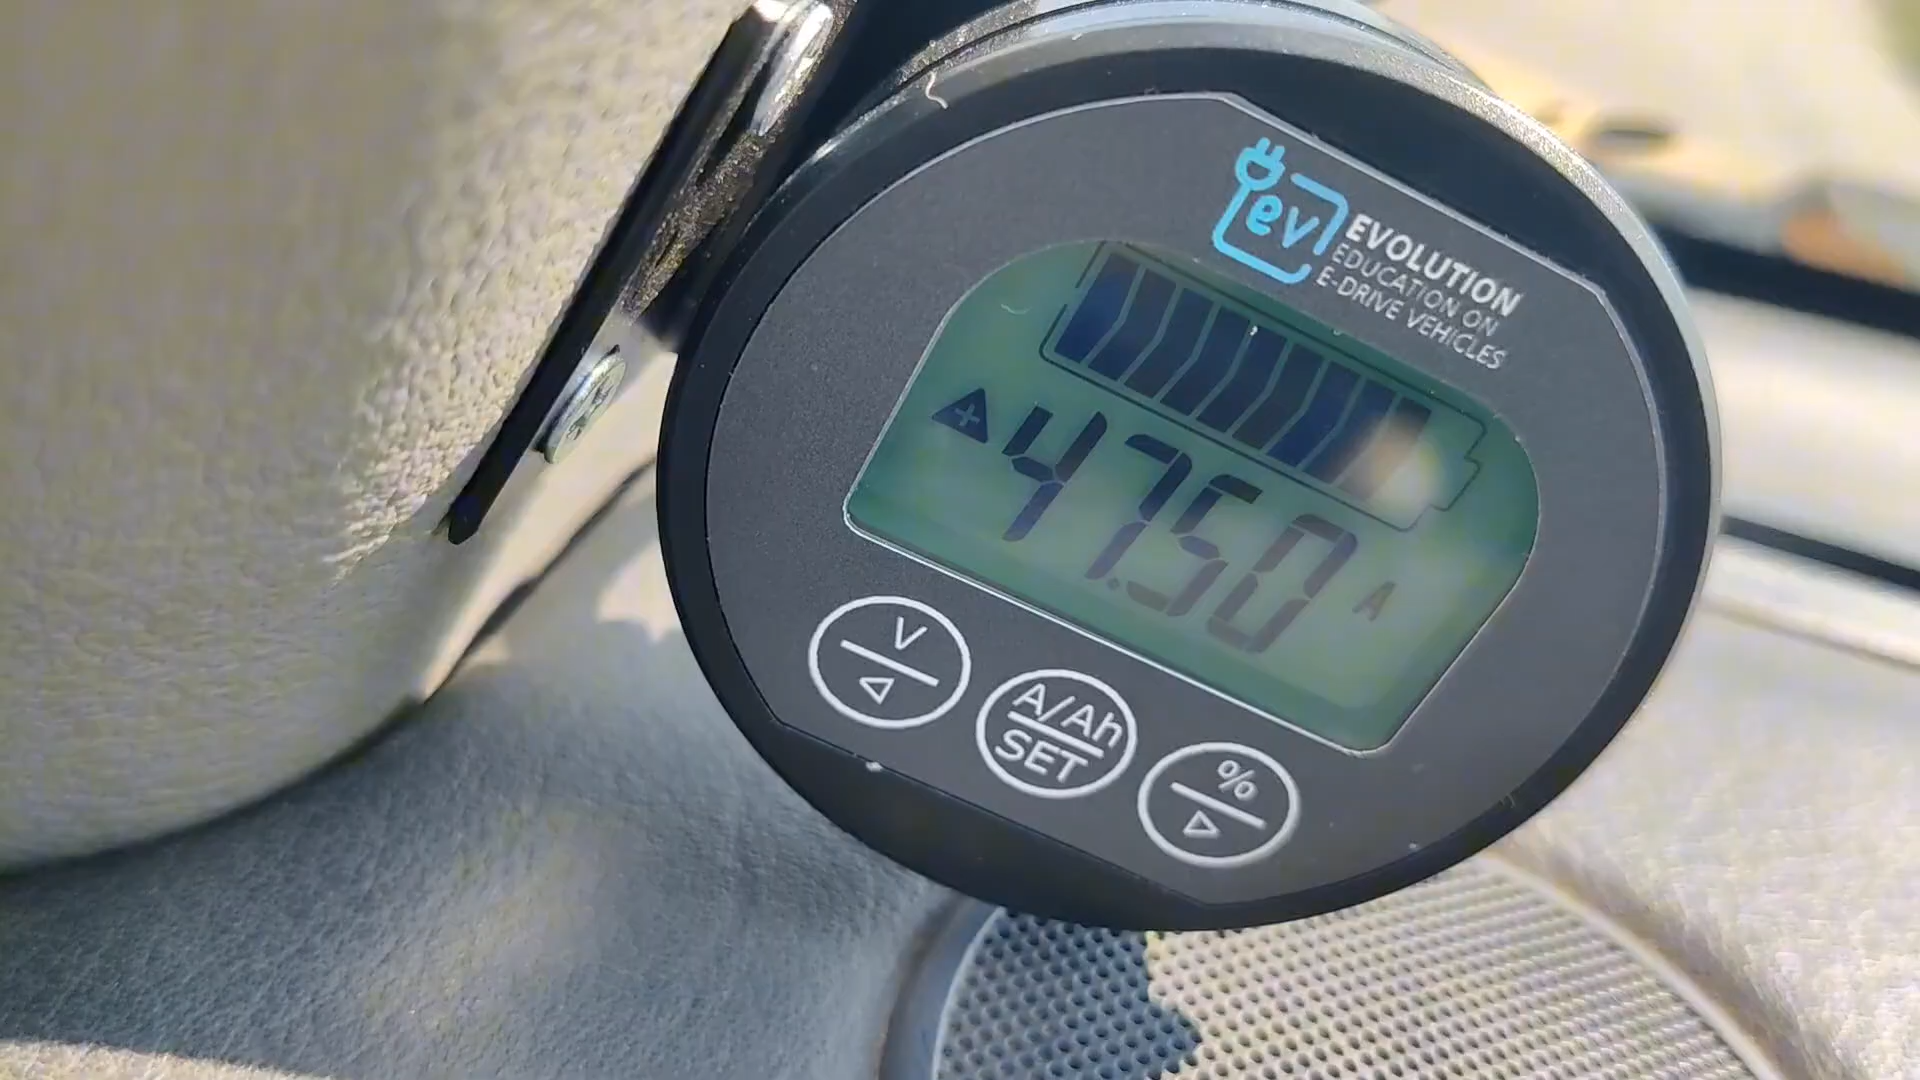 ev
EVOLUTION
EDUCATION ON
E-DRIVE VEHICLES
47.50 A
V
A/Ah
SET
%